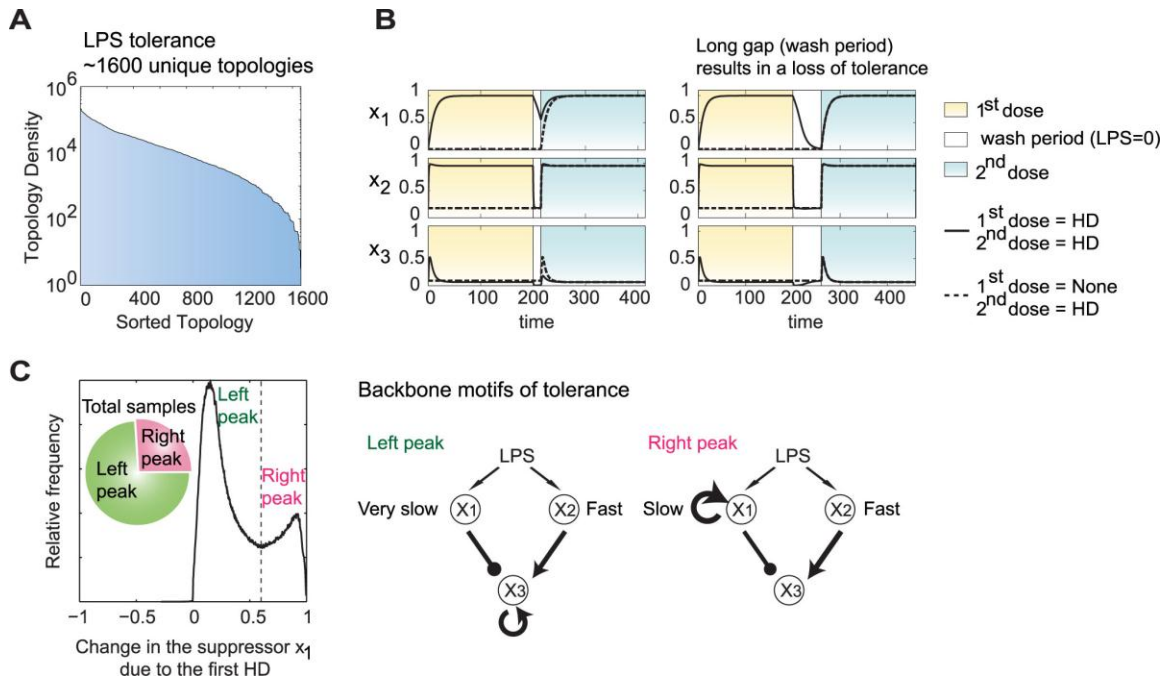 A
LPS tolerance
~1600 unique topologies
10^6
10^4
10^2
10^0
Topology Density
0
400
800
1200
1600
Sorted Topology
B
Long gap (wash period)
results in a loss of tolerance
x1
1
0.5
0
1
0.5
0
x2
1
0.5
0
1
0.5
0
x3
1
0.5
0
1
0.5
0
0 100 200 300 400
0 100 200 300 400
time
time
1st dose
wash period (LPS=0)
2nd dose
1st dose = HD
2nd dose = HD
1st dose = None
2nd dose = HD
C
Relative frequency
Total samples
Left peak
Right peak
Left
peak
Right
peak
−1 −0.5 0 0.5 1
Change in the suppressor x1
due to the first HD
Backbone motifs of tolerance
Left peak
LPS
Very slow
X1
X2
Fast
X3
Right peak
LPS
Slow
X1
X2
Fast
X3